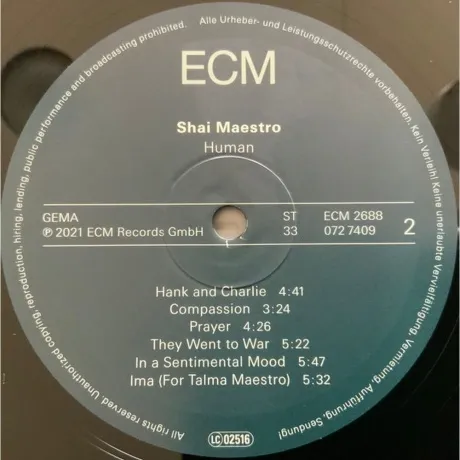 ECM
Shai Maestro
Human
GEMA
℗ 2021 ECM Records GmbH
ST
33
ECM 2688
072 7409
2
Hank and Charlie 4:41
Compassion 3:24
Prayer 4:26
They Went to War 5:22
In a Sentimental Mood 5:47
Ima (For Talma Maestro) 5:32
LC 02516
All rights reserved. Unauthorized copying, reproduction, hiring, lending, public performance and broadcasting prohibited.
Alle Urheber- und Leistungsschutzrechte vorbehalten. Kein Verleih! Keine unerlaubte Vervielfältigung, Vermietung, Aufführung, Sendung!